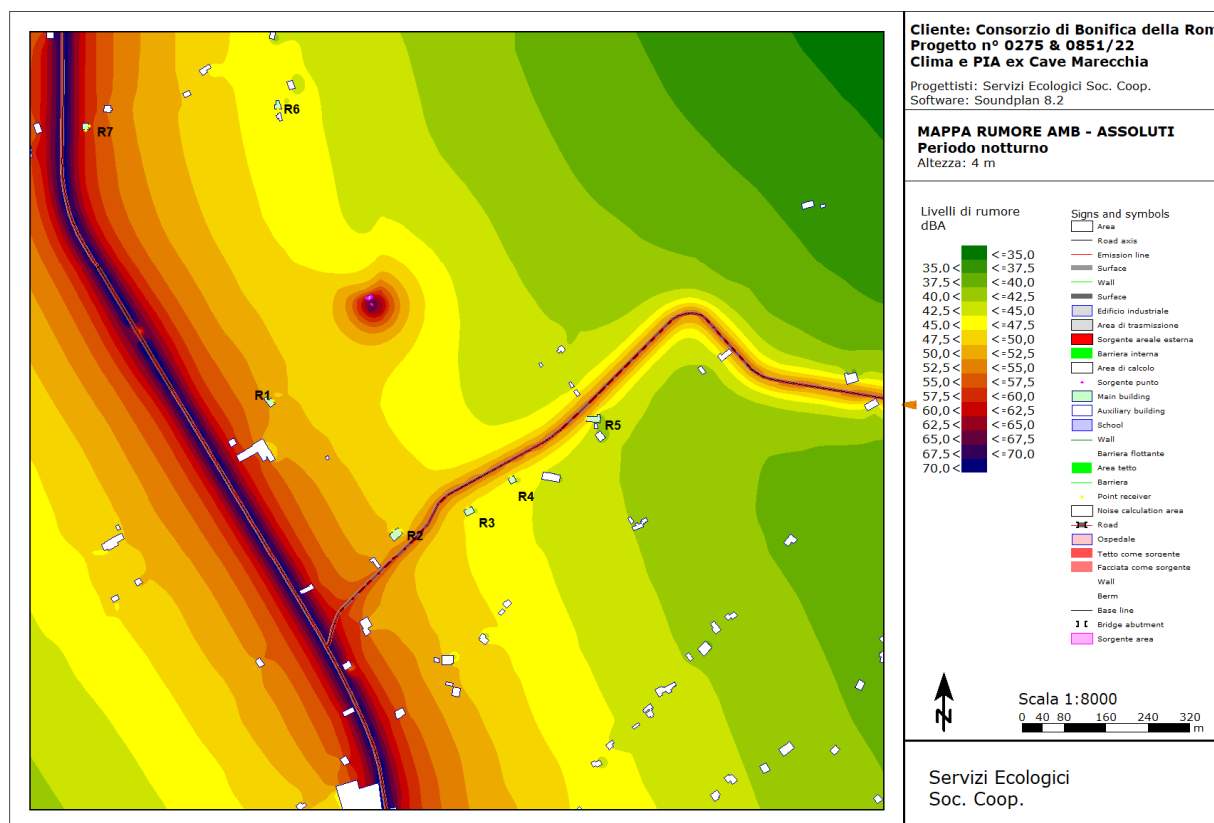 Cliente: Consorzio di Bonifica della Rom
Progetto n° 0275 & 0851/22
Clima e PIA ex Cave Marecchia
Progettisti: Servizi Ecologici Soc. Coop.
Software: Soundplan 8.2
MAPPA RUMORE AMB - ASSOLUTI
Periodo notturno
Altezza: 4 m
Livelli di rumore
dBA
<=35,0
35,0< <=37,5
37,5< <=40,0
40,0< <=42,5
42,5< <=45,0
45,0< <=47,5
47,5< <=50,0
50,0< <=52,5
52,5< <=55,0
55,0< <=57,5
57,5< <=60,0
60,0< <=62,5
62,5< <=65,0
65,0< <=67,5
67,5< <=70,0
70,0<
Signs and symbols
Area
Road axis
Emission line
Surface
Wall
Surface
Edificio industriale
Area di trasmissione
Sorgente areale esterna
Barriera interna
Area di calcolo
Sorgente punto
Main building
Auxiliary building
School
Wall
Barriera flottante
Area tetto
Barriera
Point receiver
Noise calculation area
Road
Ospedale
Tetto come sorgente
Facciata come sorgente
Wall
Berm
Base line
Bridge abutment
Sorgente area
N
Scala 1:8000
0 40 80 160 240 320
m
Servizi Ecologici
Soc. Coop.
R6
R7
R1
R5
R4
R3
R2